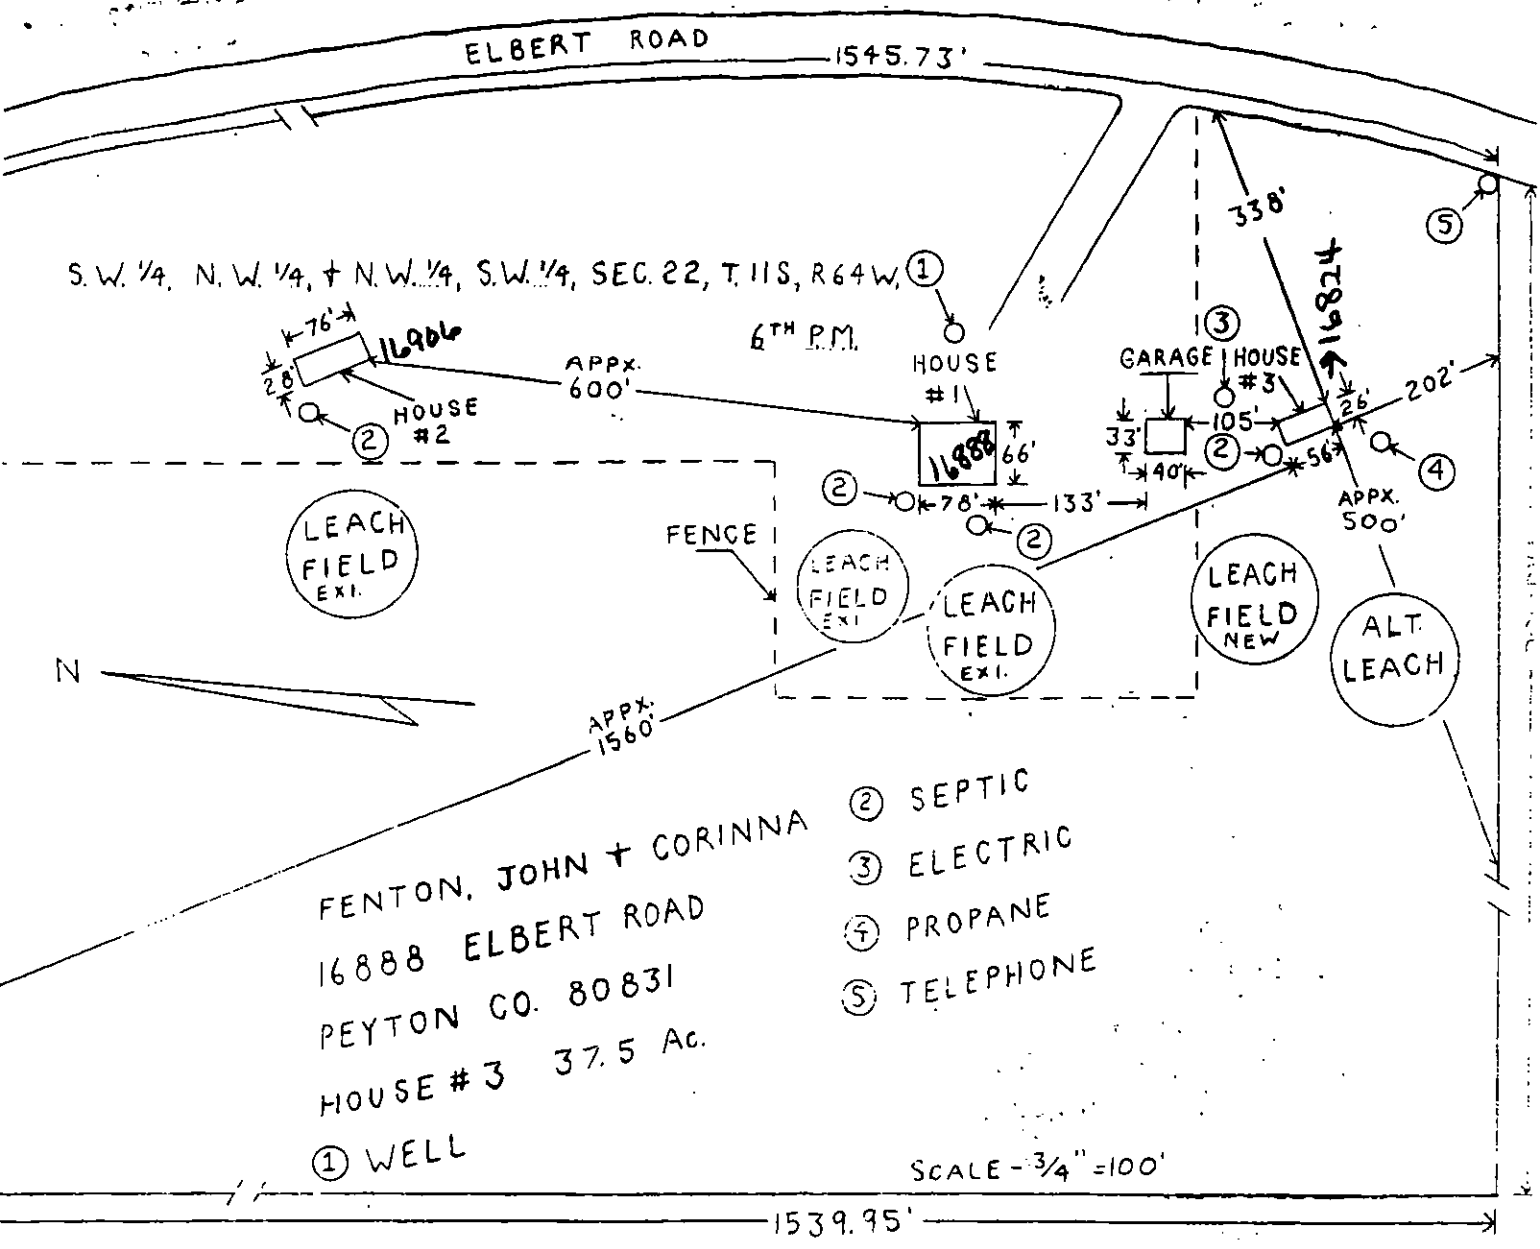 ELBERT ROAD
1545.73'
338'
⑤
S.W. 1/4, N.W. 1/4, + N.W. 1/4, S.W. 1/4, SEC. 22, T.11S, R64W,
6TH P.M.
①
16824
③
76'
16906
28'
HOUSE
#2
②
APPX.
600'
HOUSE
#1
16888
66'
78'
②
②
133'
GARAGE
33'
40'
105'
HOUSE
#3
26'
202'
②
56'
④
APPX.
500'
LEACH
FIELD
EXI.
FENCE
LEACH
FIELD
EXI
LEACH
FIELD
EXI.
LEACH
FIELD
NEW
ALT.
LEACH
N
APPX.
1560'
FENTON, JOHN + CORINNA
16888 ELBERT ROAD
PEYTON CO. 80831
HOUSE #3 37.5 Ac.
① WELL
② SEPTIC
③ ELECTRIC
④ PROPANE
⑤ TELEPHONE
SCALE - 3/4" = 100'
1539.95'